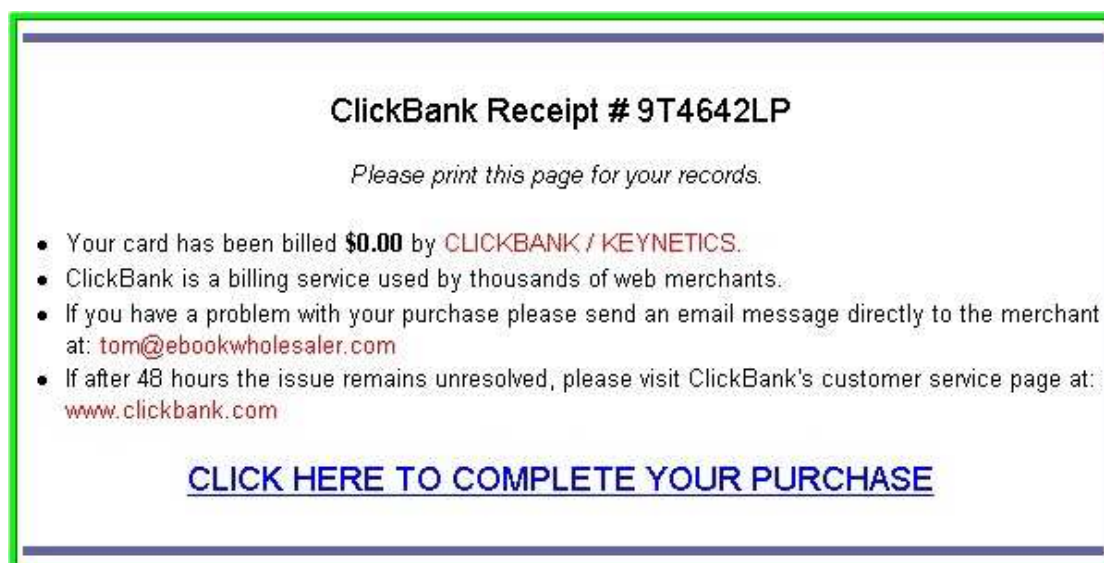 ClickBank Receipt # 9T4642LP
Please print this page for your records.
• Your card has been billed $0.00 by CLICKBANK / KEYNETICS.
• ClickBank is a billing service used by thousands of web merchants.
• If you have a problem with your purchase please send an email message directly to the merchant
at: tom@ebookwholesaler.com
• If after 48 hours the issue remains unresolved, please visit ClickBank's customer service page at:
www.clickbank.com
CLICK HERE TO COMPLETE YOUR PURCHASE